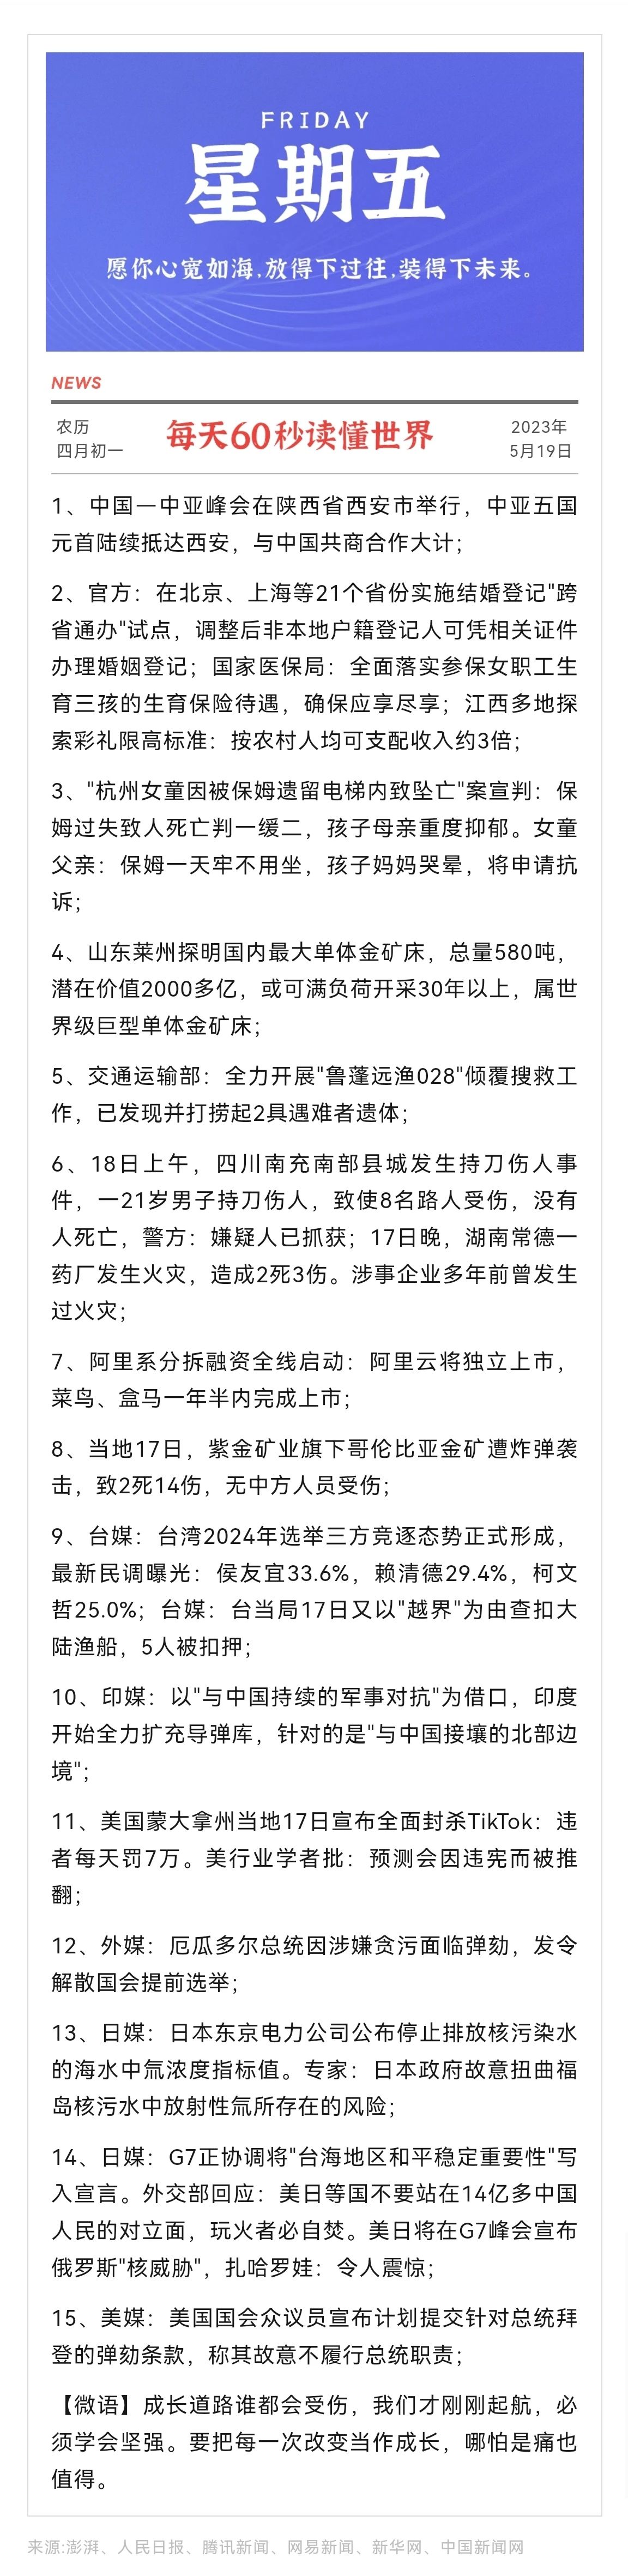 FRIDAY
星期五
愿你心宽如海,放得下过往,装得下未来。
NEWS
农历
四月初一
每天60秒读懂世界
2023年
5月19日
1、中国—中亚峰会在陕西省西安市举行，中亚五国
元首陆续抵达西安，与中国共商合作大计；
2、官方：在北京、上海等21个省份实施结婚登记"跨
省通办"试点，调整后非本地户籍登记人可凭相关证件
办理婚姻登记；国家医保局：全面落实参保女职工生
育三孩的生育保险待遇，确保应享尽享；江西多地探
索彩礼限高标准：按农村人均可支配收入约3倍；
3、"杭州女童因被保姆遗留电梯内致坠亡"案宣判：保
姆过失致人死亡判一缓二，孩子母亲重度抑郁。女童
父亲：保姆一天牢不用坐，孩子妈妈哭晕，将申请抗
诉；
4、山东莱州探明国内最大单体金矿床，总量580吨，
潜在价值2000多亿，或可满负荷开采30年以上，属世
界级巨型单体金矿床；
5、交通运输部：全力开展"鲁蓬远渔028"倾覆搜救工
作，已发现并打捞起2具遇难者遗体；
6、18日上午，四川南充南部县城发生持刀伤人事
件，一21岁男子持刀伤人，致使8名路人受伤，没有
人死亡，警方：嫌疑人已抓获；17日晚，湖南常德一
药厂发生火灾，造成2死3伤。涉事企业多年前曾发生
过火灾；
7、阿里系分拆融资全线启动：阿里云将独立上市，
菜鸟、盒马一年半内完成上市；
8、当地17日，紫金矿业旗下哥伦比亚金矿遭炸弹袭
击，致2死14伤，无中方人员受伤；
9、台媒：台湾2024年选举三方竞逐态势正式形成，
最新民调曝光：侯友宜33.6%，赖清德29.4%，柯文
哲25.0%；台媒：台当局17日又以"越界"为由查扣大
陆渔船，5人被扣押；
10、印媒：以"与中国持续的军事对抗"为借口，印度
开始全力扩充导弹库，针对的是"与中国接壤的北部边
境"；
11、美国蒙大拿州当地17日宣布全面封杀TikTok：违
者每天罚7万。美行业学者批：预测会因违宪而被推
翻；
12、外媒：厄瓜多尔总统因涉嫌贪污面临弹劾，发令
解散国会提前选举；
13、日媒：日本东京电力公司公布停止排放核污染水
的海水中氚浓度指标值。专家：日本政府故意扭曲福
岛核污水中放射性氚所存在的风险；
14、日媒：G7正协调将"台海地区和平稳定重要性"写
入宣言。外交部回应：美日等国不要站在14亿多中国
人民的对立面，玩火者必自焚。美日将在G7峰会宣布
俄罗斯"核威胁"，扎哈罗娃：令人震惊；
15、美媒：美国国会众议员宣布计划提交针对总统拜
登的弹劾条款，称其故意不履行总统职责；
【微语】成长道路谁都会受伤，我们才刚刚起航，必
须学会坚强。要把每一次改变当作成长，哪怕是痛也
值得。
来源:澎湃、人民日报、腾讯新闻、网易新闻、新华网、中国新闻网